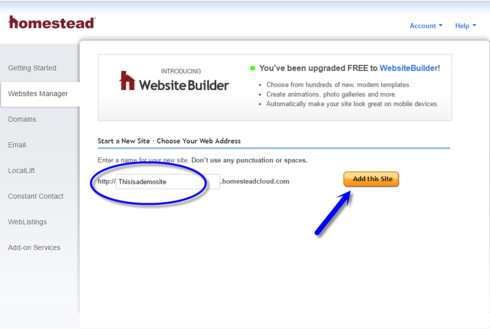 homestead
Account Help
Getting Started
Websites Manager
Domains
Email
LocalLift
Constant Contact
WebListings
Add-on Services
INTRODUCING
Website Builder
You've been upgraded FREE to WebsiteBuilder!
Choose from hundreds of new, modern templates.
Create animations, photo galleries and more.
Automatically make your site look great on mobile devices.
Start a New Site - Choose Your Web Address
Enter a name for your new site. Don't use any punctuation or spaces.
http:// Thisisademosite .homesteadcloud.com
Add this Site